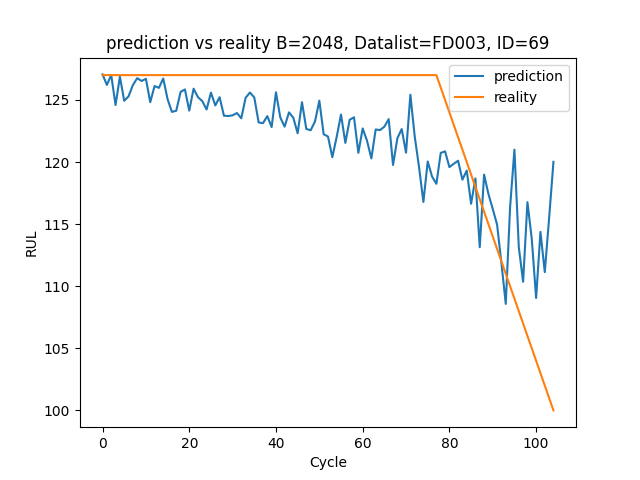 prediction vs reality B=2048, Datalist=FD003, ID=69
prediction
reality
125
120
115
110
105
100
RUL
0
20
40
60
80
100
Cycle